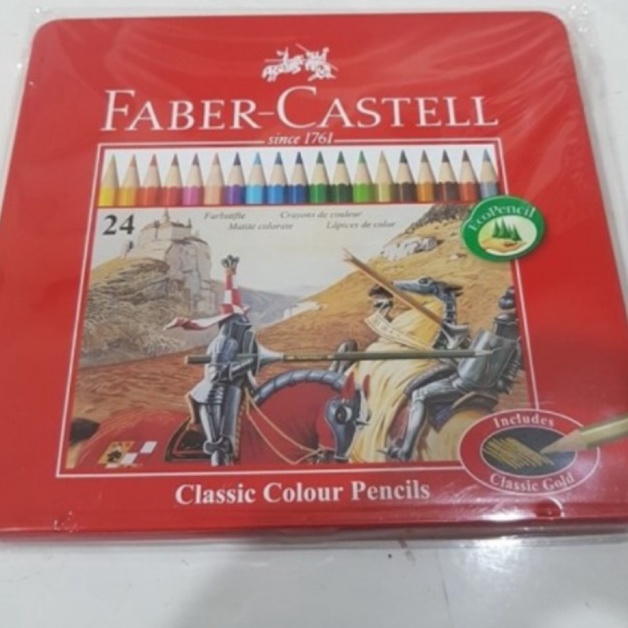 FABER-CASTELL
since 1761
24
Farbstifte Crayons de couleur
Matite colorate Lápices de color
EcoPencil
Includes
Classic Gold
Classic Colour Pencils